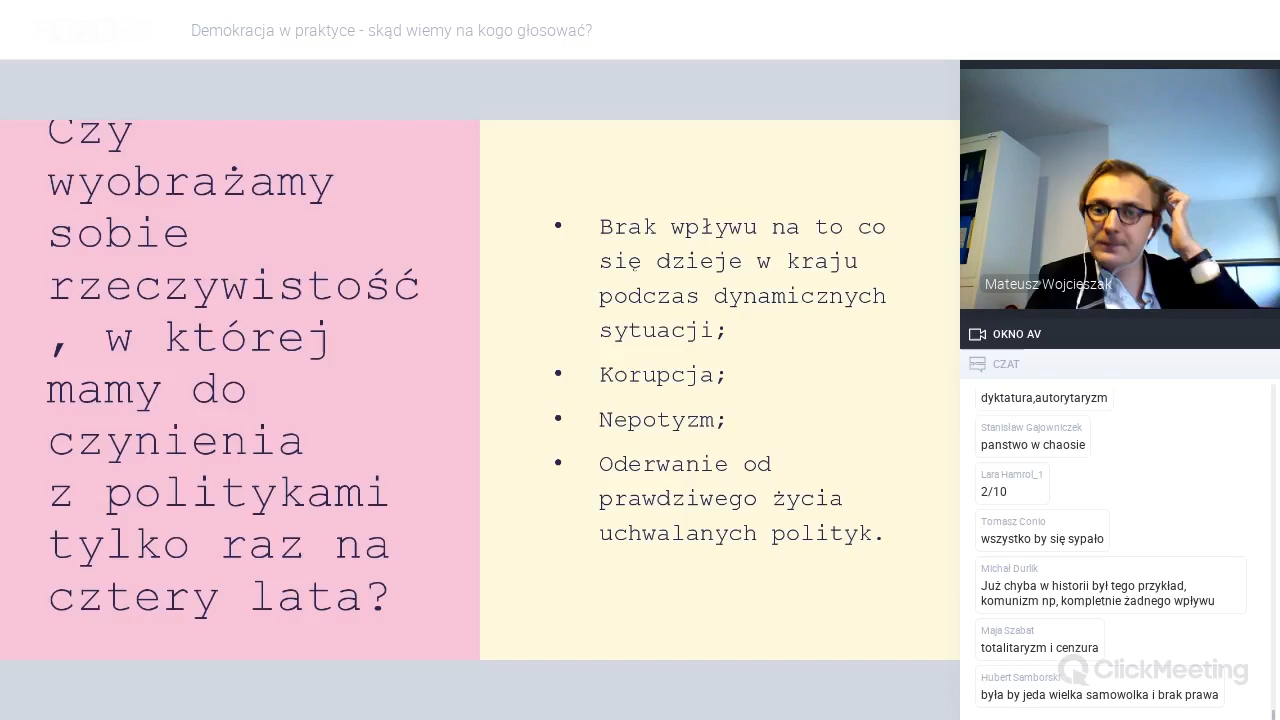 Demokracja w praktyce - skąd wiemy na kogo głosować?
Czy
wyobrażamy
sobie
rzeczywistość
, w której
mamy do
czynienia
z politykami
tylko raz na
cztery lata?
• Brak wpływu na to co
się dzieje w kraju
podczas dynamicznych
sytuacji;
• Korupcja;
• Nepotyzm;
• Oderwanie od
prawdziwego życia
uchwalanych polityk.
Mateusz Wojcieszak
OKNO AV
CZAT
dyktatura,autorytaryzm
Stanisław Gajowniczek
panstwo w chaosie
Lara Hamrol_1
2/10
Tomasz Conio
wszystko by się sypało
Michał Durlik
Już chyba w historii był tego przykład,
komunizm np, kompletnie żadnego wpływu
Maja Szabat
totalitaryzm i cenzura
Hubert Samborski
była by jeda wielka samowolka i brak prawa
ClickMeeting